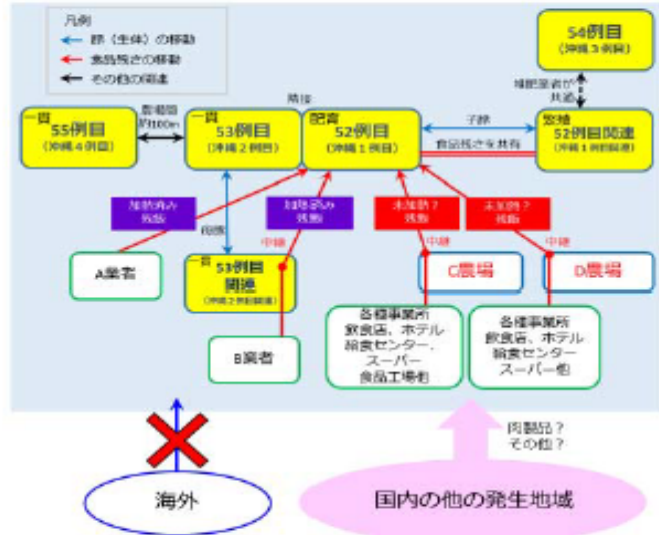 凡例
豚（生体）の移動
食品残さの移動
その他の関連
54例目
(沖縄3例目)
堆肥業者が
共通
一貫
55例目
(沖縄4例目)
農場間
約100m
一貫
53例目
(沖縄2例目)
隣接
肥育
52例目
(沖縄1例目)
子豚
食品残さを共有
繁殖
52例目関連
(沖縄1例目関連)
加熱済み
残飯
加熱済み
残飯
未加熱？
残飯
未加熱？
残飯
中継
中継
中継
A業者
一貫
53例目
関連
(沖縄2例目関連)
B業者
C農場
D農場
各種事業所
飲食店、ホテル
給食センター、
スーパー
食品工場他
各種事業所
飲食店、ホテル
給食センター
スーパー他
肉製品？
その他？
海外
国内の他の発生地域